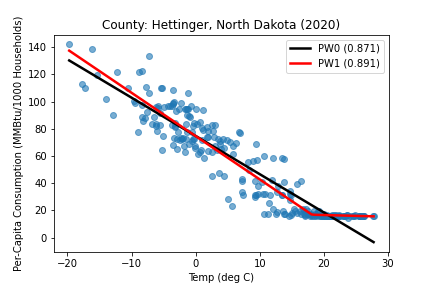 County: Hettinger, North Dakota (2020)
PW0 (0.871)
PW1 (0.891)
Per-Capita Consumption (MMBtu/1000 Households)
140
120
100
80
60
40
20
0
−20
−10
0
10
20
30
Temp (deg C)